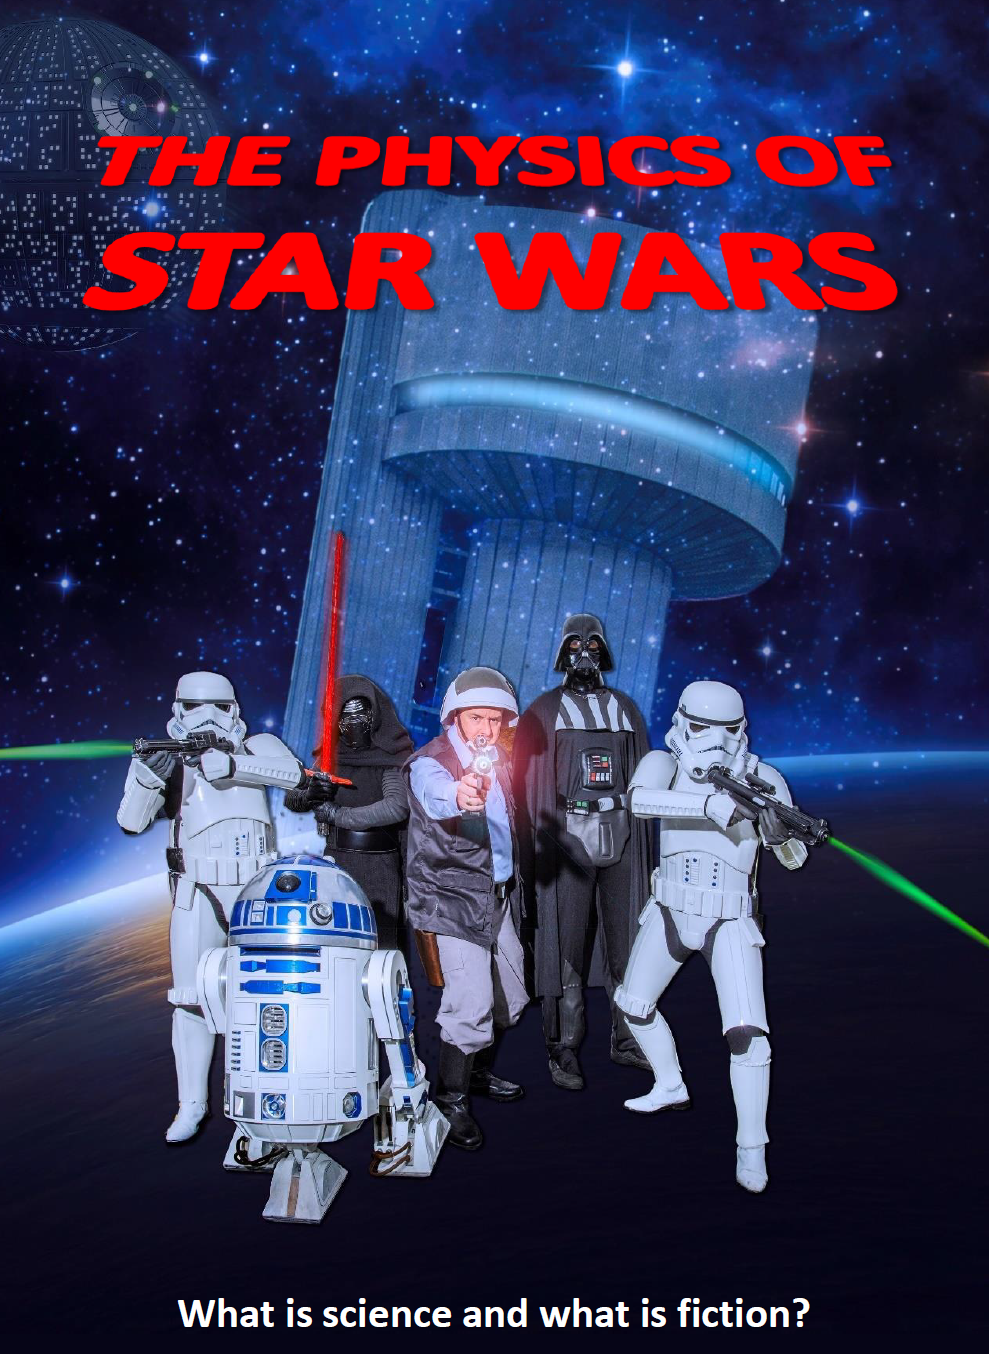 THE PHYSICS OF
STAR WARS
What is science and what is fiction?